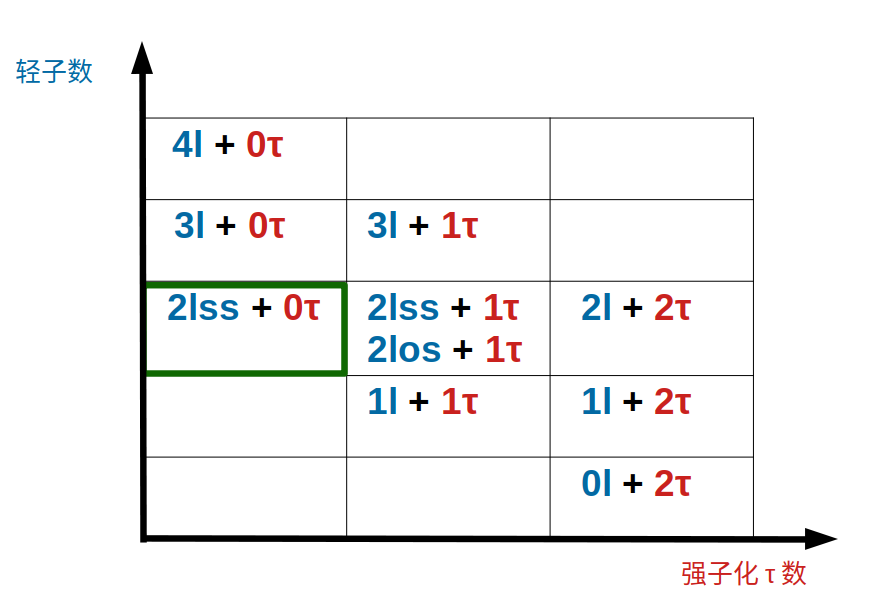 轻子数
4l + 0τ
3l + 0τ
3l + 1τ
2lss + 0τ
2lss + 1τ
2los + 1τ
2l + 2τ
1l + 1τ
1l + 2τ
0l + 2τ
强子化 τ 数